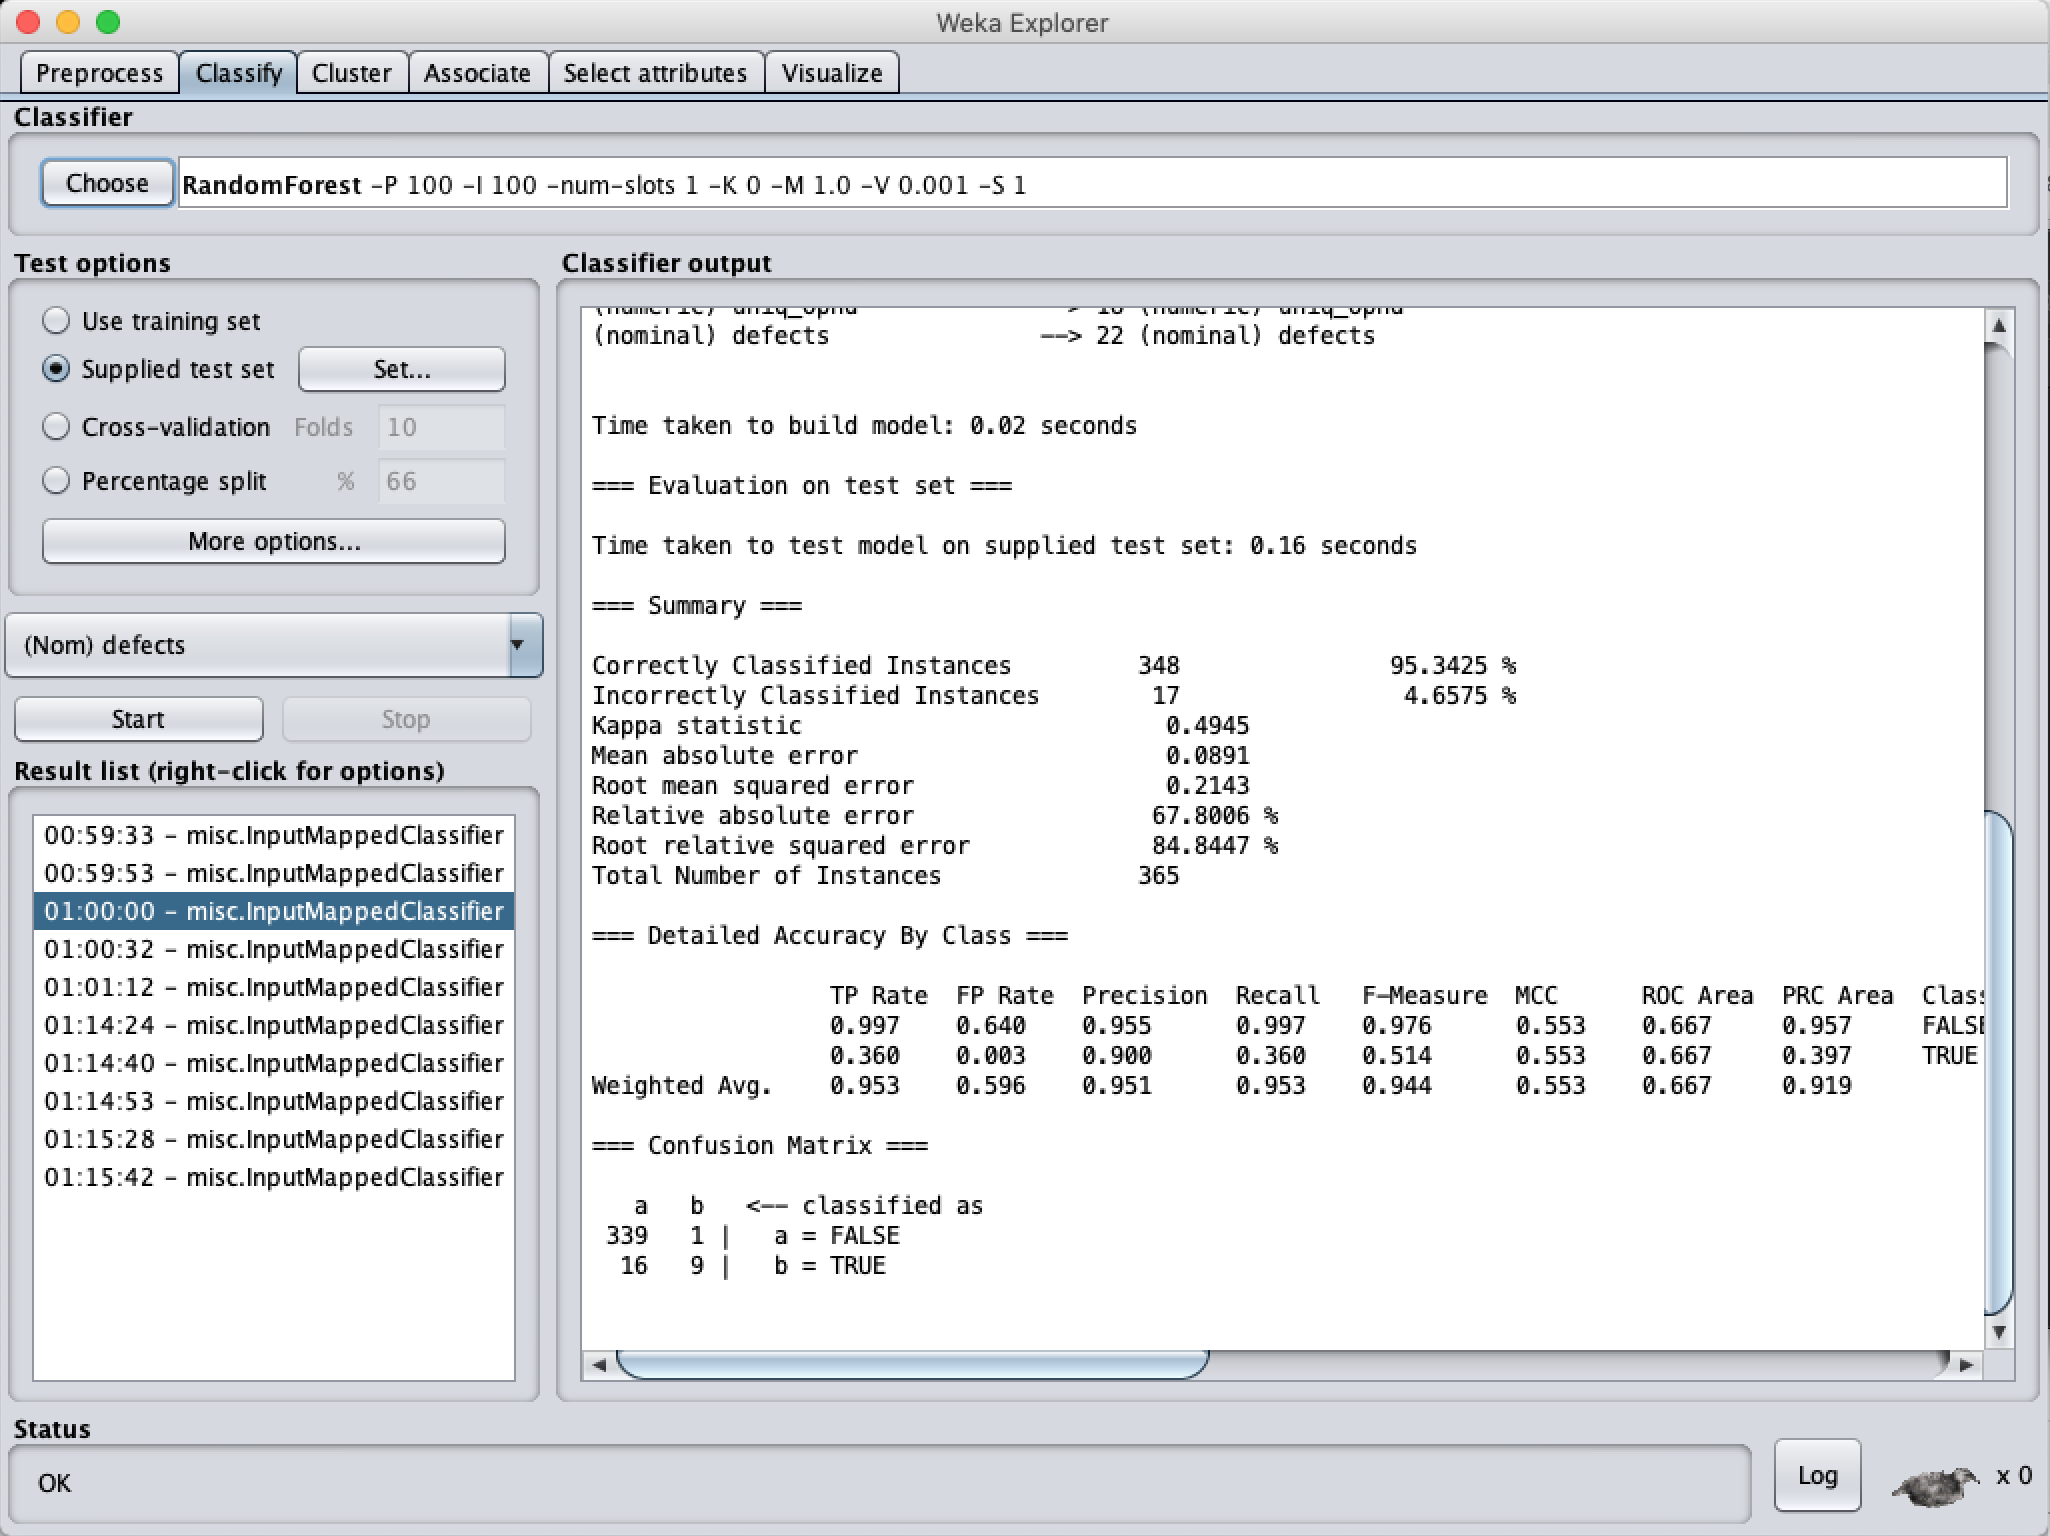 Weka Explorer
Preprocess Classify Cluster Associate Select attributes Visualize
Classifier
Choose RandomForest -P 100 -I 100 -num-slots 1 -K 0 -M 1.0 -V 0.001 -S 1
Test options
Use training set
Supplied test set Set...
Cross-validation Folds 10
Percentage split % 66
More options...
(Nom) defects
Start Stop
Result list (right-click for options)
00:59:33 - misc.InputMappedClassifier
00:59:53 - misc.InputMappedClassifier
01:00:00 - misc.InputMappedClassifier
01:00:32 - misc.InputMappedClassifier
01:01:12 - misc.InputMappedClassifier
01:14:24 - misc.InputMappedClassifier
01:14:40 - misc.InputMappedClassifier
01:14:53 - misc.InputMappedClassifier
01:15:28 - misc.InputMappedClassifier
01:15:42 - misc.InputMappedClassifier
Classifier output
(numeric) uniq_opnd --> 18 (numeric) uniq_opnd
(nominal) defects --> 22 (nominal) defects
Time taken to build model: 0.02 seconds
=== Evaluation on test set ===
Time taken to test model on supplied test set: 0.16 seconds
=== Summary ===
Correctly Classified Instances 348 95.3425 %
Incorrectly Classified Instances 17 4.6575 %
Kappa statistic 0.4945
Mean absolute error 0.0891
Root mean squared error 0.2143
Relative absolute error 67.8006 %
Root relative squared error 84.8447 %
Total Number of Instances 365
=== Detailed Accuracy By Class ===
TP Rate FP Rate Precision Recall F-Measure MCC ROC Area PRC Area Clas
0.997 0.640 0.955 0.997 0.976 0.553 0.667 0.957 FALSE
0.360 0.003 0.900 0.360 0.514 0.553 0.667 0.397 TRUE
Weighted Avg. 0.953 0.596 0.951 0.953 0.944 0.553 0.667 0.919
=== Confusion Matrix ===
a b <-- classified as
339 1 | a = FALSE
16 9 | b = TRUE
Status
OK
Log x 0